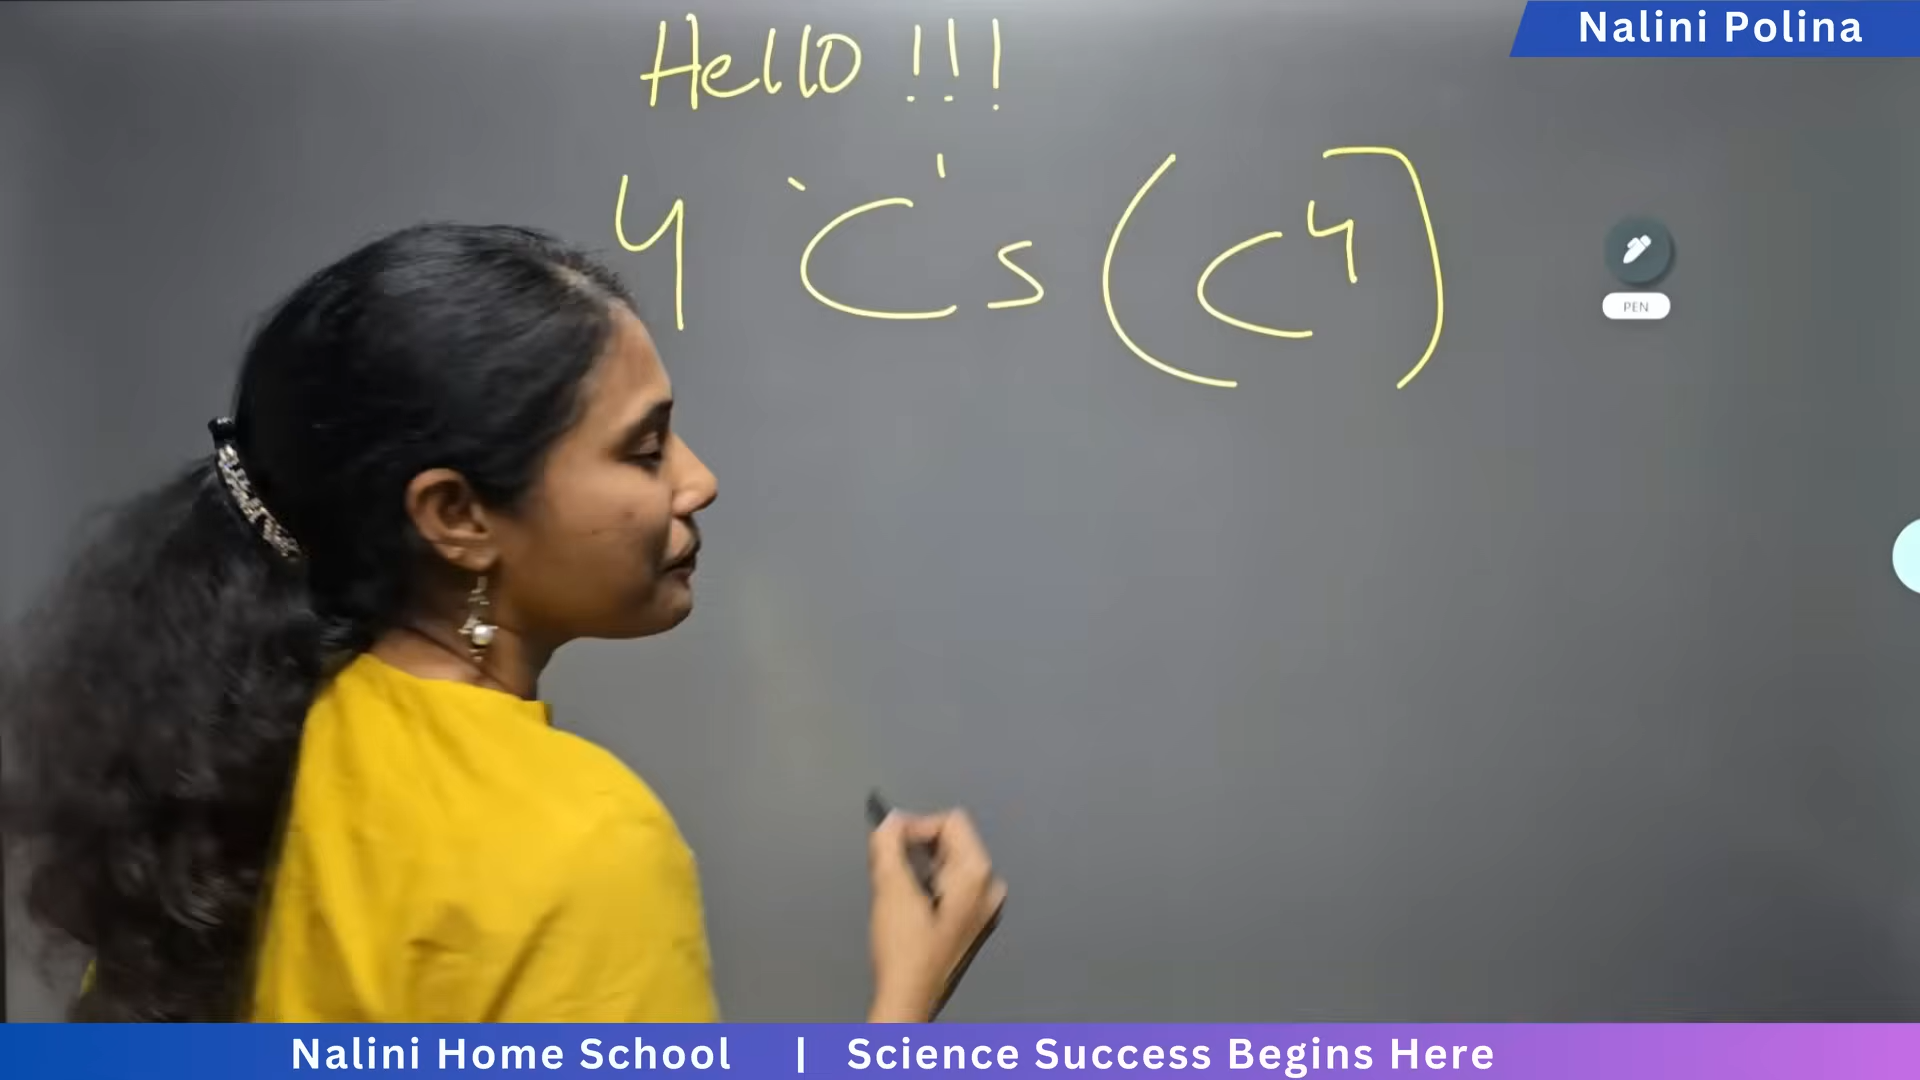 Nalini Polina
Hello !!!
4 'C's (C⁴)
PEN
Nalini Home School | Science Success Begins Here